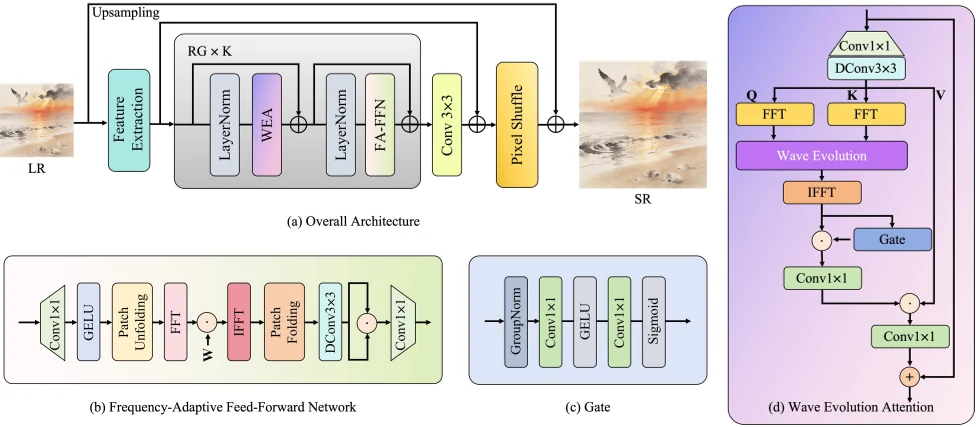 Upsampling
RG × K
LR
Feature
Extraction
LayerNorm
WEA
LayerNorm
FA-FFN
Conv 3×3
Pixel Shuffle
SR
(a) Overall Architecture
Conv1×1
GELU
Patch
Unfolding
FFT
W
IFFT
Patch
Folding
DConv3×3
Conv1×1
(b) Frequency-Adaptive Feed-Forward Network
GroupNorm
Conv1×1
GELU
Conv1×1
Sigmoid
(c) Gate
Conv1×1
DConv3×3
Q
K
V
FFT
FFT
Wave Evolution
IFFT
Gate
Conv1×1
Conv1×1
(d) Wave Evolution Attention